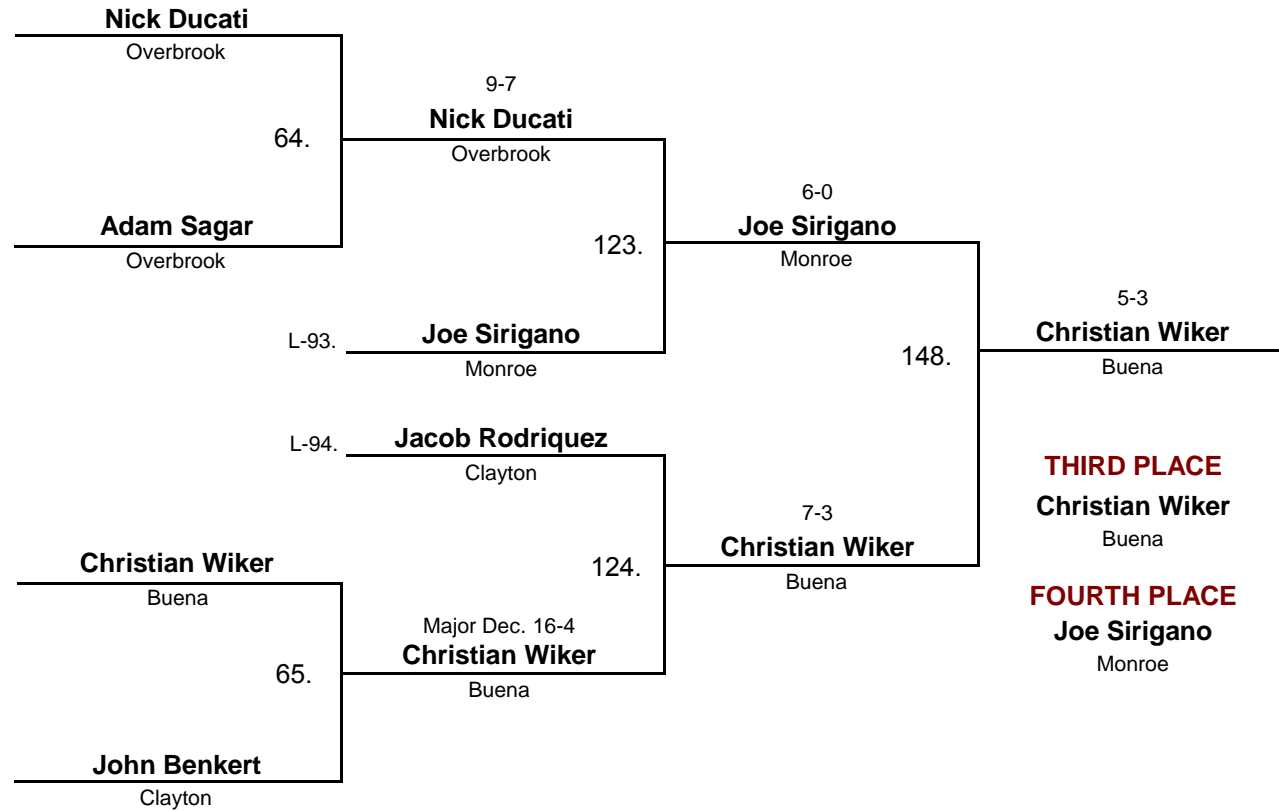 Nick Ducati
Overbrook
9-7
Nick Ducati
Overbrook
64.
6-0
Joe Sirigano
Monroe
Adam Sagar
Overbrook
123.
5-3
Christian Wiker
Buena
L-93.
Joe Sirigano
Monroe
148.
L-94.
Jacob Rodriquez
Clayton
THIRD PLACE
Christian Wiker
Buena
7-3
Christian Wiker
Buena
Christian Wiker
Buena
124.
FOURTH PLACE
Joe Sirigano
Monroe
Major Dec. 16-4
Christian Wiker
Buena
65.
John Benkert
Clayton